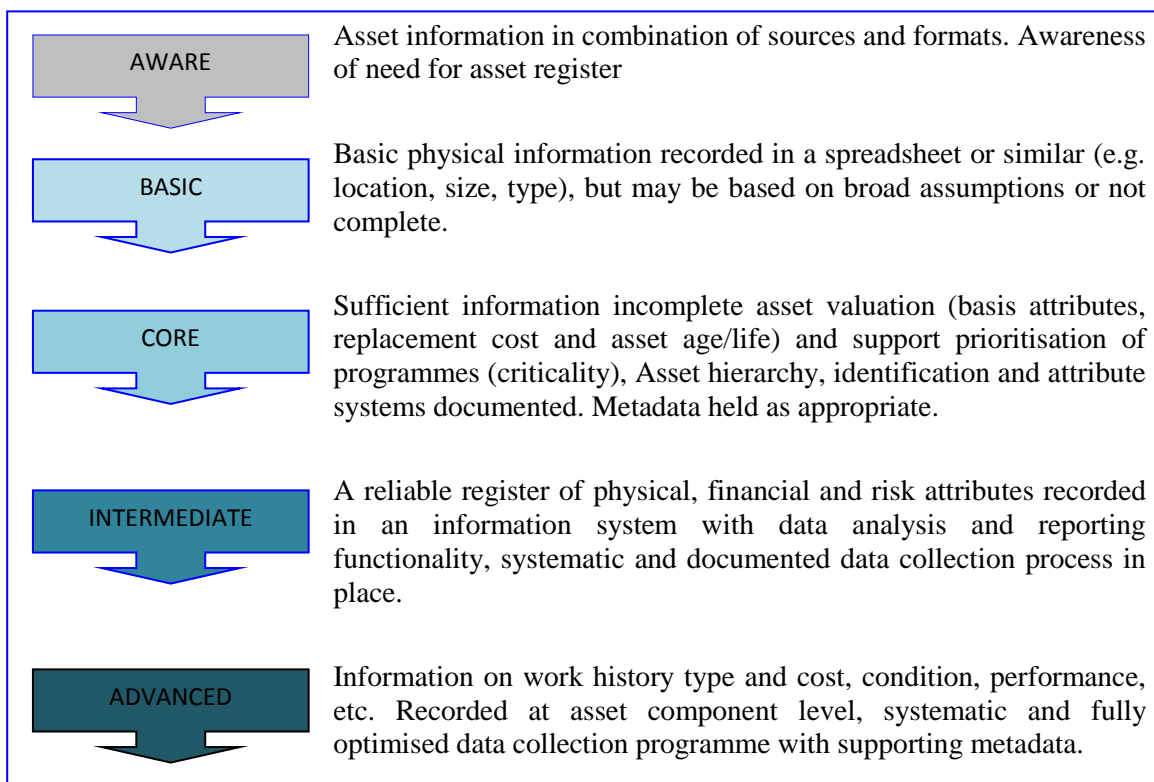 AWARE
Asset information in combination of sources and formats. Awareness
of need for asset register
BASIC
Basic physical information recorded in a spreadsheet or similar (e.g.
location, size, type), but may be based on broad assumptions or not
complete.
CORE
Sufficient information incomplete asset valuation (basis attributes,
replacement cost and asset age/life) and support prioritisation of
programmes (criticality), Asset hierarchy, identification and attribute
systems documented. Metadata held as appropriate.
INTERMEDIATE
A reliable register of physical, financial and risk attributes recorded
in an information system with data analysis and reporting
functionality, systematic and documented data collection process in
place.
ADVANCED
Information on work history type and cost, condition, performance,
etc. Recorded at asset component level, systematic and fully
optimised data collection programme with supporting metadata.